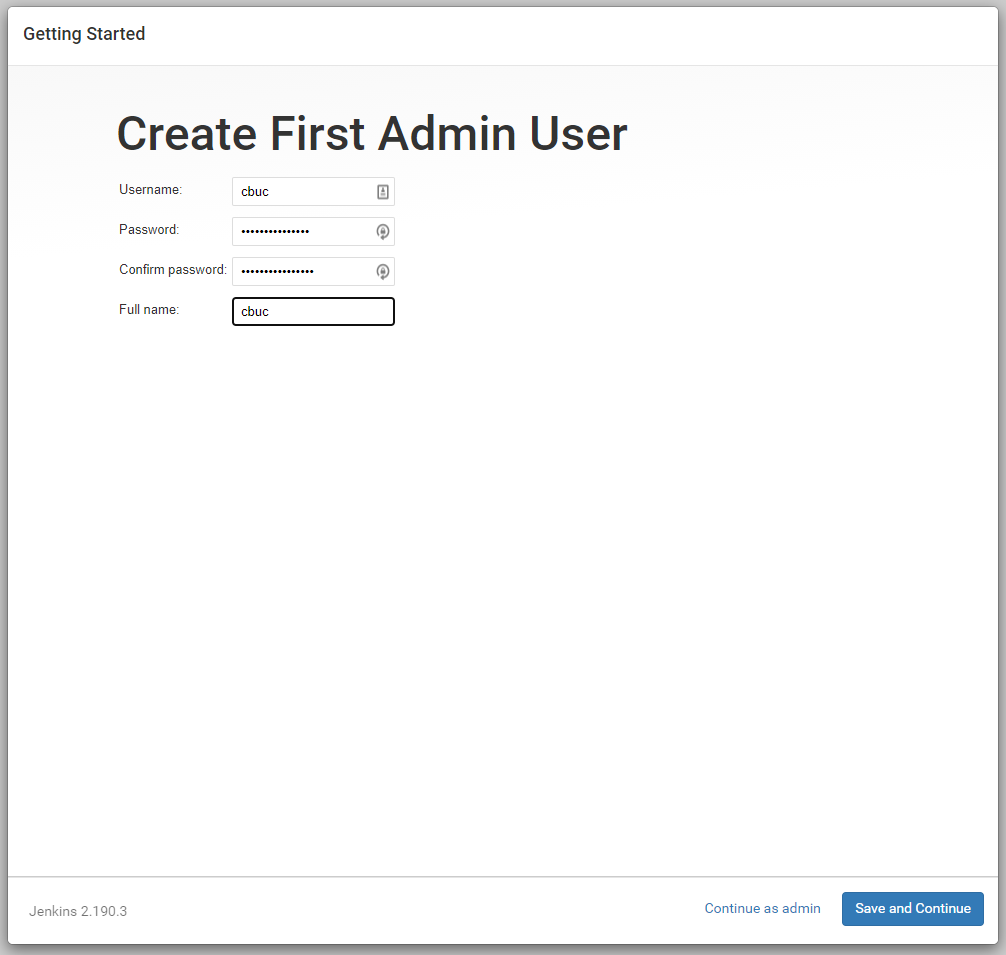 Getting Started
Create First Admin User
Username: cbuc
Password: •••••••••••••••
Confirm password: ••••••••••••••••
Full name: cbuc
Jenkins 2.190.3 Continue as admin Save and Continue